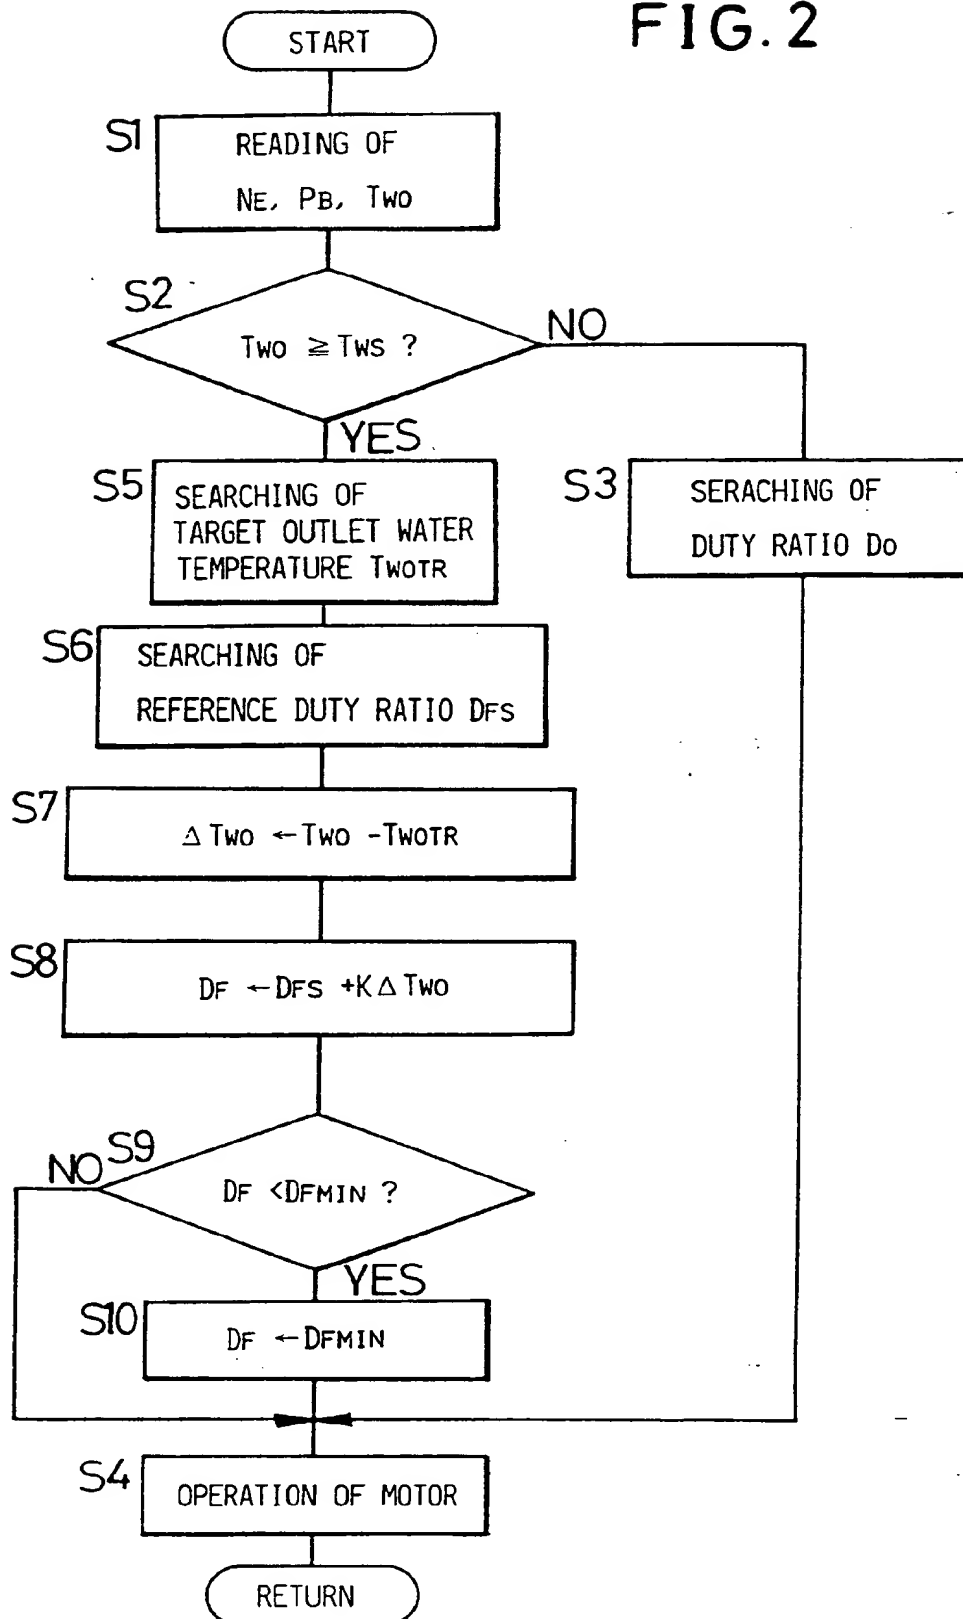 FIG. 2
START
S1
READING OF
NE, PB, TWO
S2
TWO ≧ TWS ?
NO
YES
S5
SEARCHING OF
TARGET OUTLET WATER
TEMPERATURE TWOTR
S3
SERACHING OF
DUTY RATIO DO
S6
SEARCHING OF
REFERENCE DUTY RATIO DFS
S7
Δ TWO ← TWO - TWOTR
S8
DF ← DFS + K Δ TWO
S9
NO
DF < DFMIN ?
YES
S10
DF ← DFMIN
S4
OPERATION OF MOTOR
RETURN